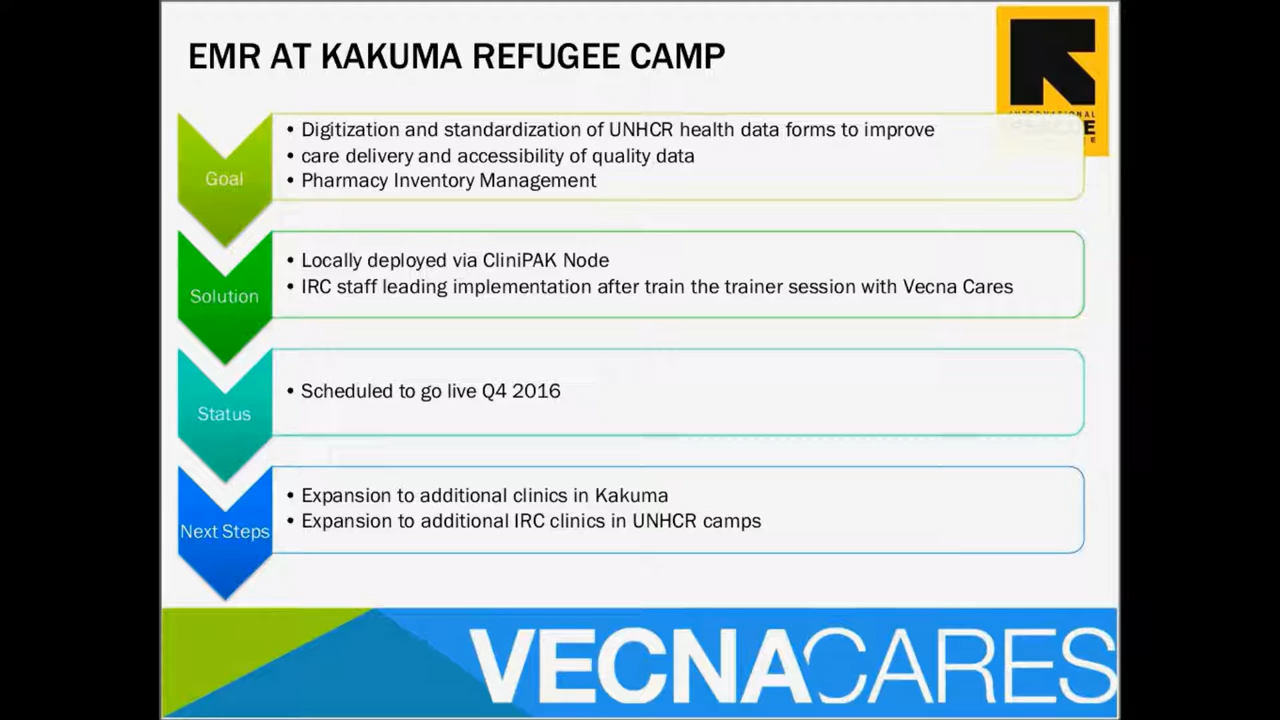 EMR AT KAKUMA REFUGEE CAMP
INTERNATIONAL
Goal
• Digitization and standardization of UNHCR health data forms to improve
• care delivery and accessibility of quality data
• Pharmacy Inventory Management
Solution
• Locally deployed via CliniPAK Node
• IRC staff leading implementation after train the trainer session with Vecna Cares
Status
• Scheduled to go live Q4 2016
Next Steps
• Expansion to additional clinics in Kakuma
• Expansion to additional IRC clinics in UNHCR camps
VECNACARES